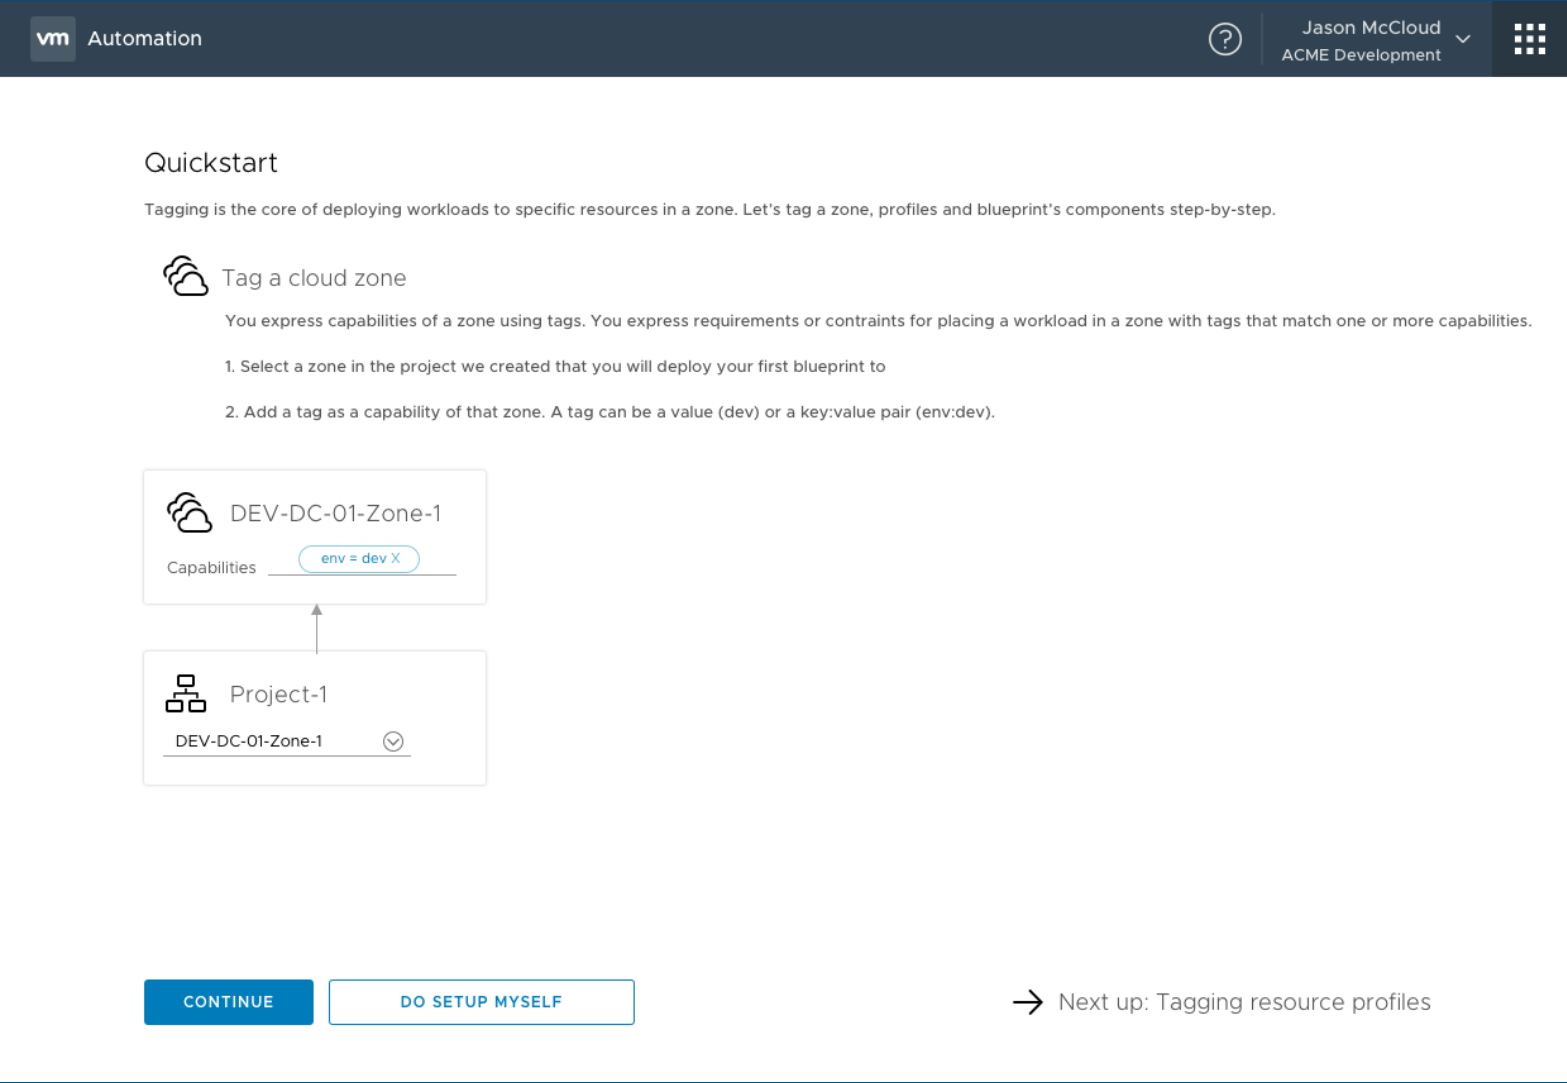 vm Automation
?
Jason McCloud
ACME Development
Quickstart
Tagging is the core of deploying workloads to specific resources in a zone. Let's tag a zone, profiles and blueprint's components step-by-step.
Tag a cloud zone
You express capabilities of a zone using tags. You express requirements or contraints for placing a workload in a zone with tags that match one or more capabilities.
1. Select a zone in the project we created that you will deploy your first blueprint to
2. Add a tag as a capability of that zone. A tag can be a value (dev) or a key:value pair (env:dev).
DEV-DC-01-Zone-1
Capabilities env = dev X
Project-1
DEV-DC-01-Zone-1
CONTINUE
DO SETUP MYSELF
Next up: Tagging resource profiles